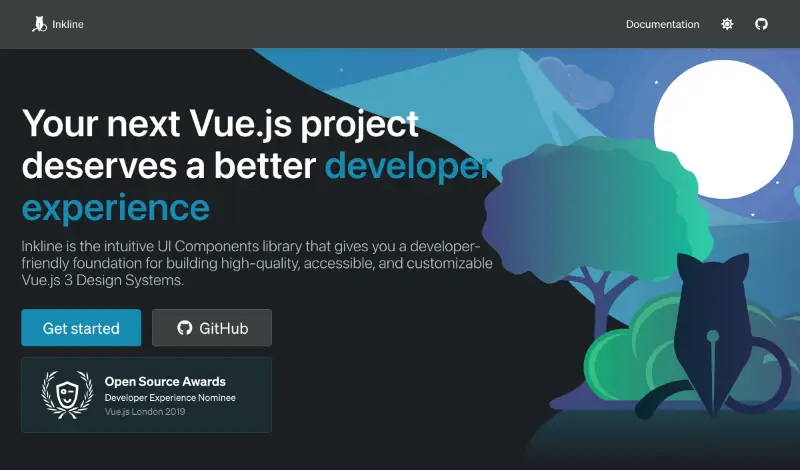 Inkline
Documentation
Your next Vue.js project
deserves a better developer
experience
Inkline is the intuitive UI Components library that gives you a developer-
friendly foundation for building high-quality, accessible, and customizable
Vue.js 3 Design Systems.
Get started
GitHub
Open Source Awards
Developer Experience Nominee
Vue.js London 2019